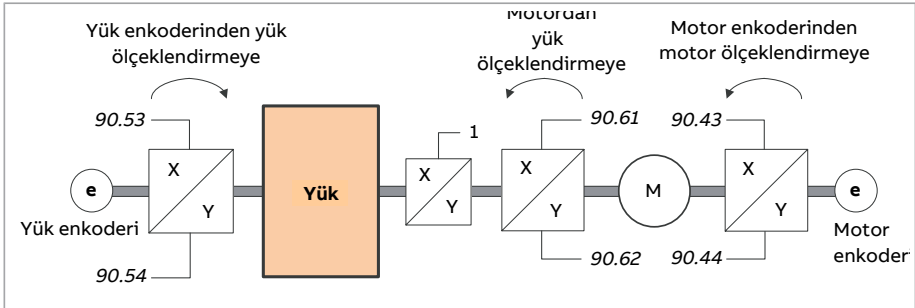 Yük enkoderinden yük
ölçeklendirmeye
Motordan
yük
ölçeklendirmeye
Motor enkoderinden
motor ölçeklendirmeye
90.53
1
90.61
90.43
X
Y
X
Y
X
Y
X
Y
e
Yük
M
e
Yük enkoderi
Motor
enkoderi
90.54
90.62
90.44